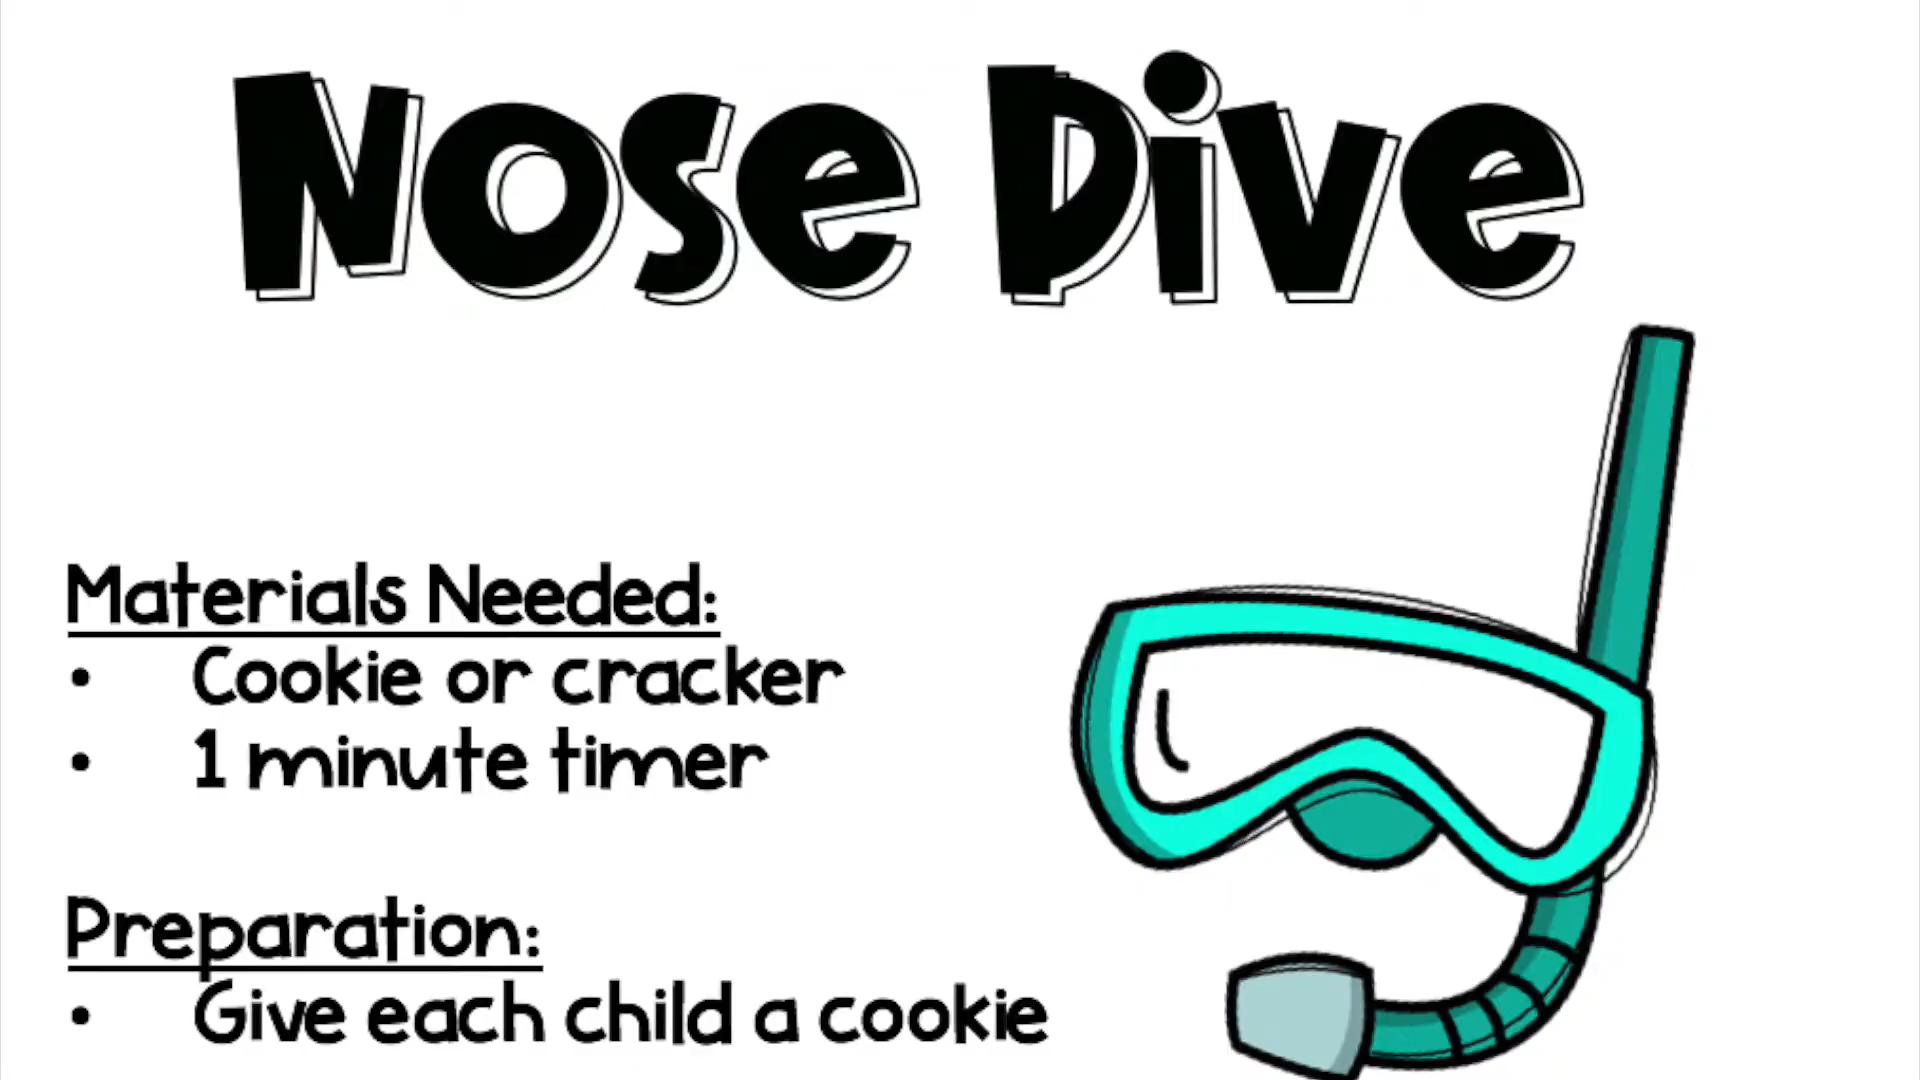 Nose Dive
Materials Needed:
• Cookie or cracker
• 1 minute timer
Preparation:
• Give each child a cookie